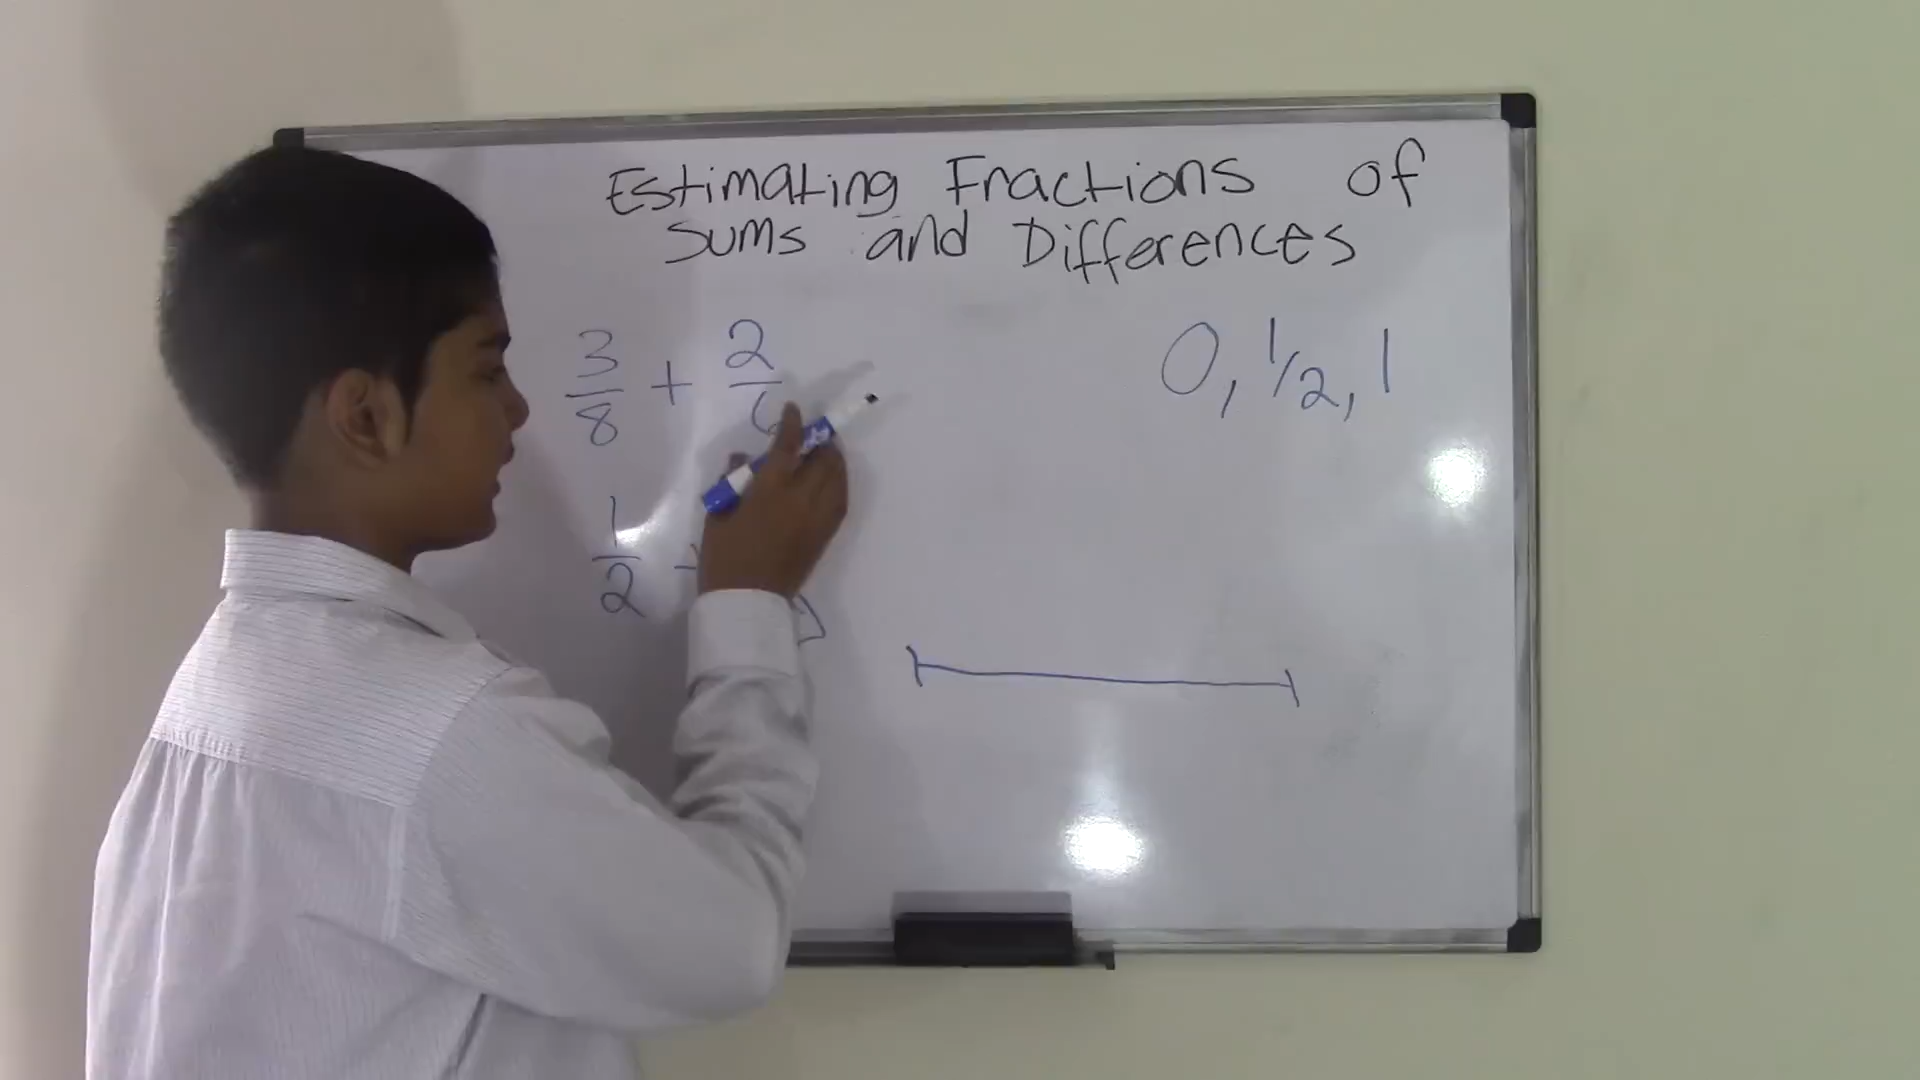 Estimating Fractions of
Sums and Differences
3/8 + 2/6
0, 1/2, 1
1/2 +